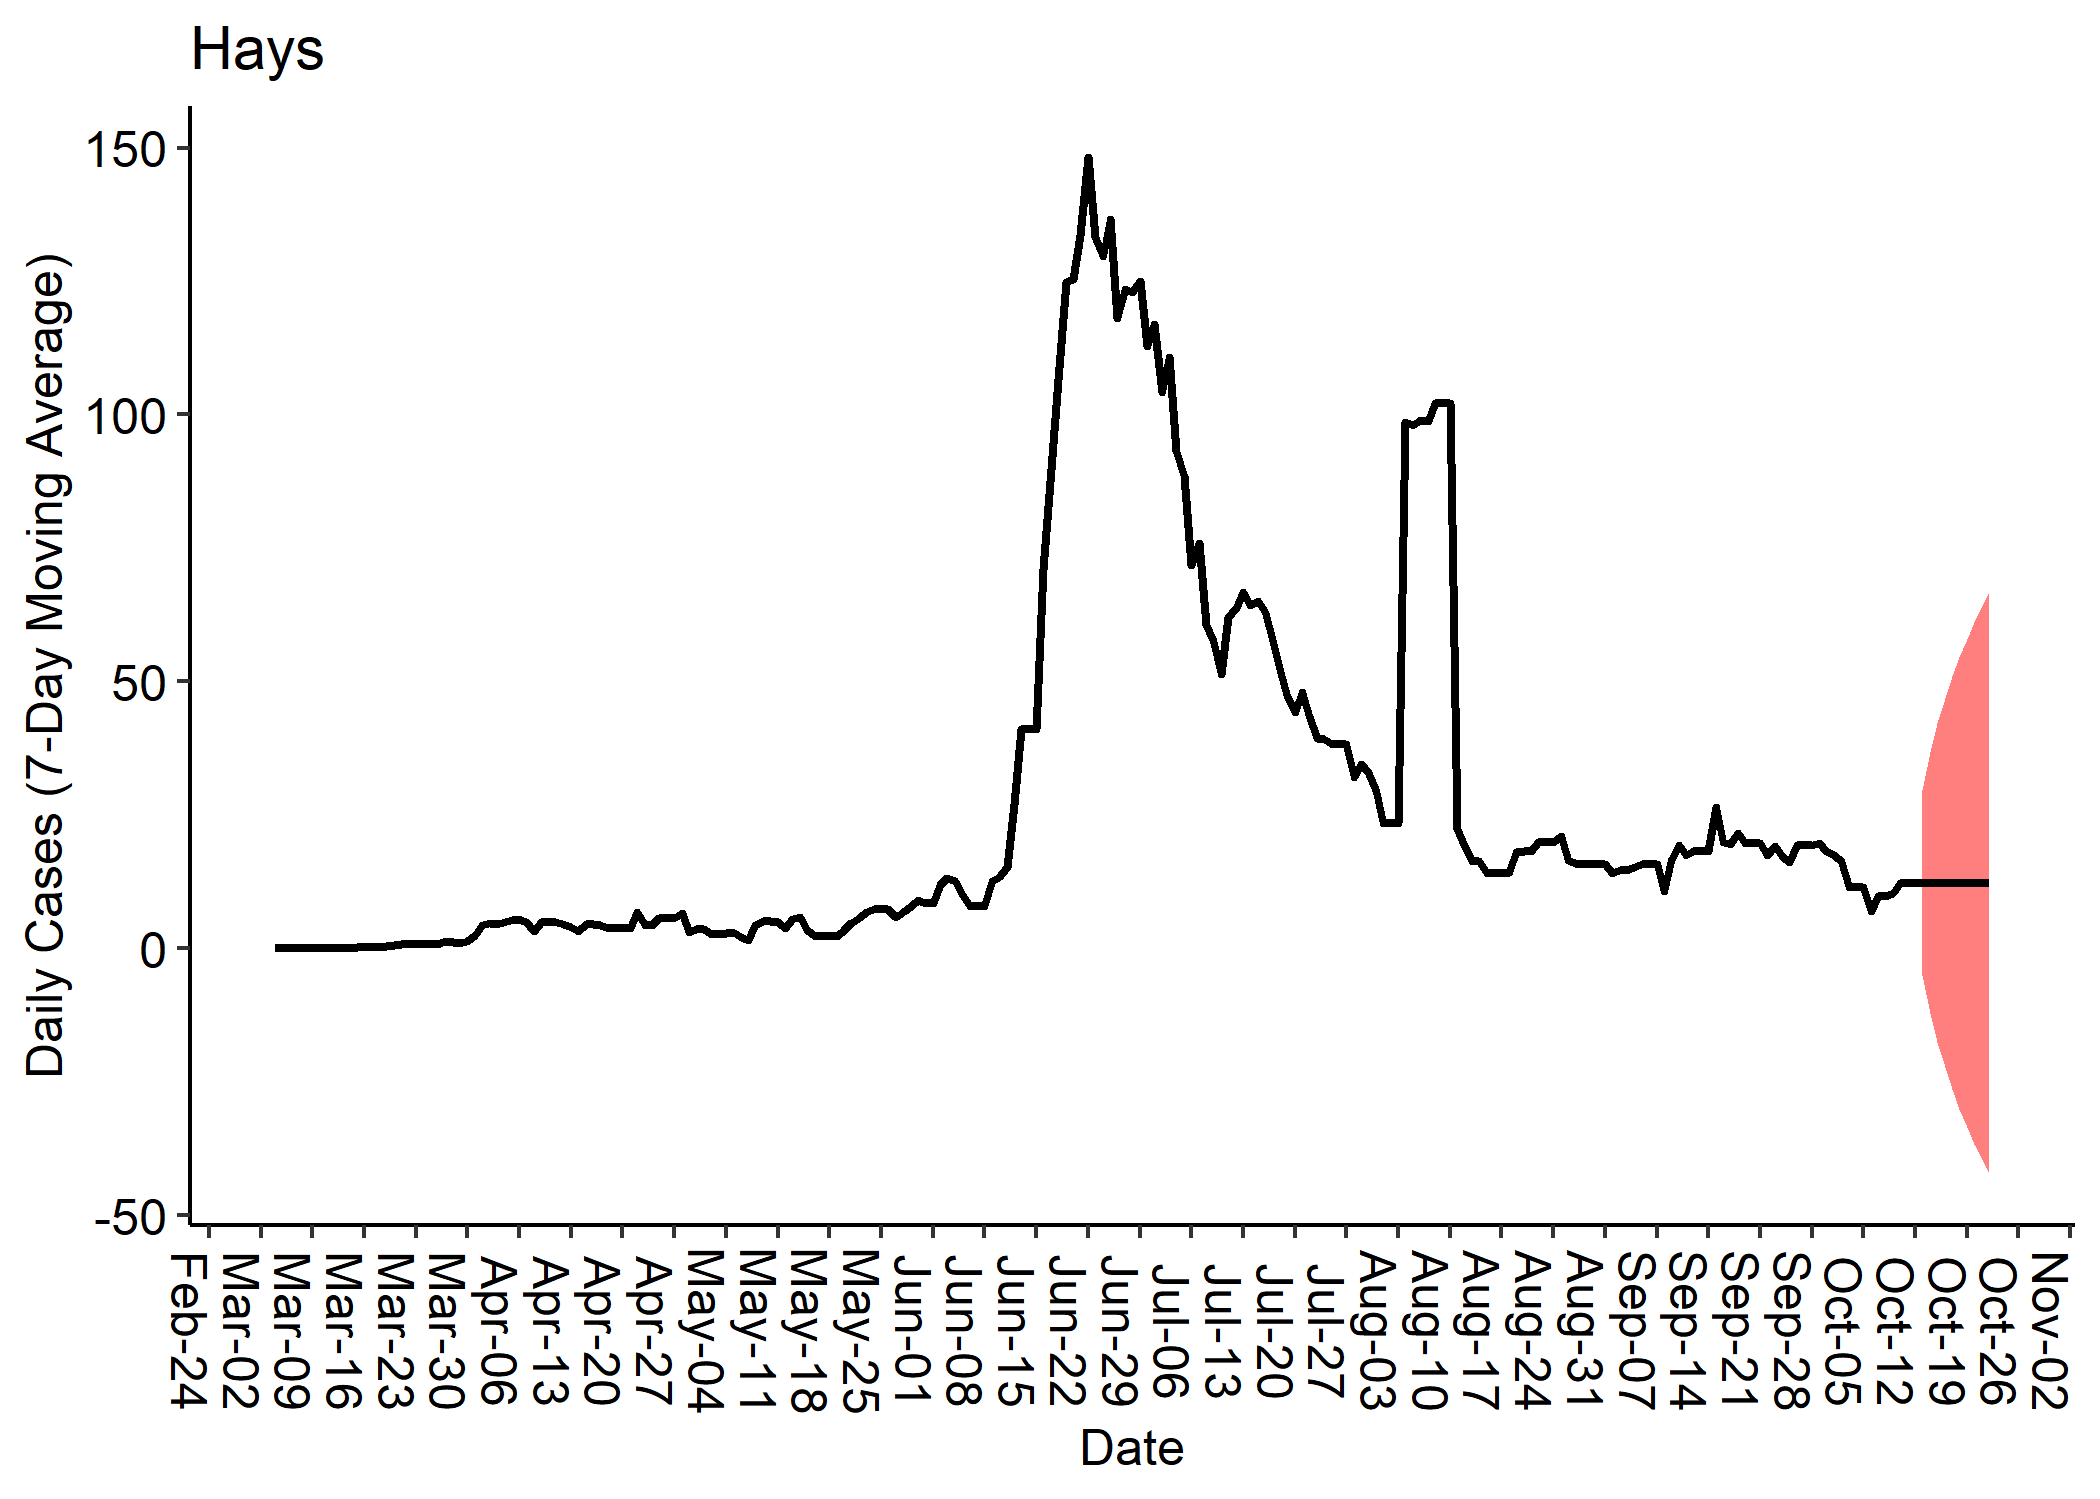 Hays
Daily Cases (7-Day Moving Average)
150
100
50
0
-50
Feb-24
Mar-02
Mar-09
Mar-16
Mar-23
Mar-30
Apr-06
Apr-13
Apr-20
Apr-27
May-04
May-11
May-18
May-25
Jun-01
Jun-08
Jun-15
Jun-22
Jun-29
Jul-06
Jul-13
Jul-20
Jul-27
Aug-03
Aug-10
Aug-17
Aug-24
Aug-31
Sep-07
Sep-14
Sep-21
Sep-28
Oct-05
Oct-12
Oct-19
Oct-26
Nov-02
Date